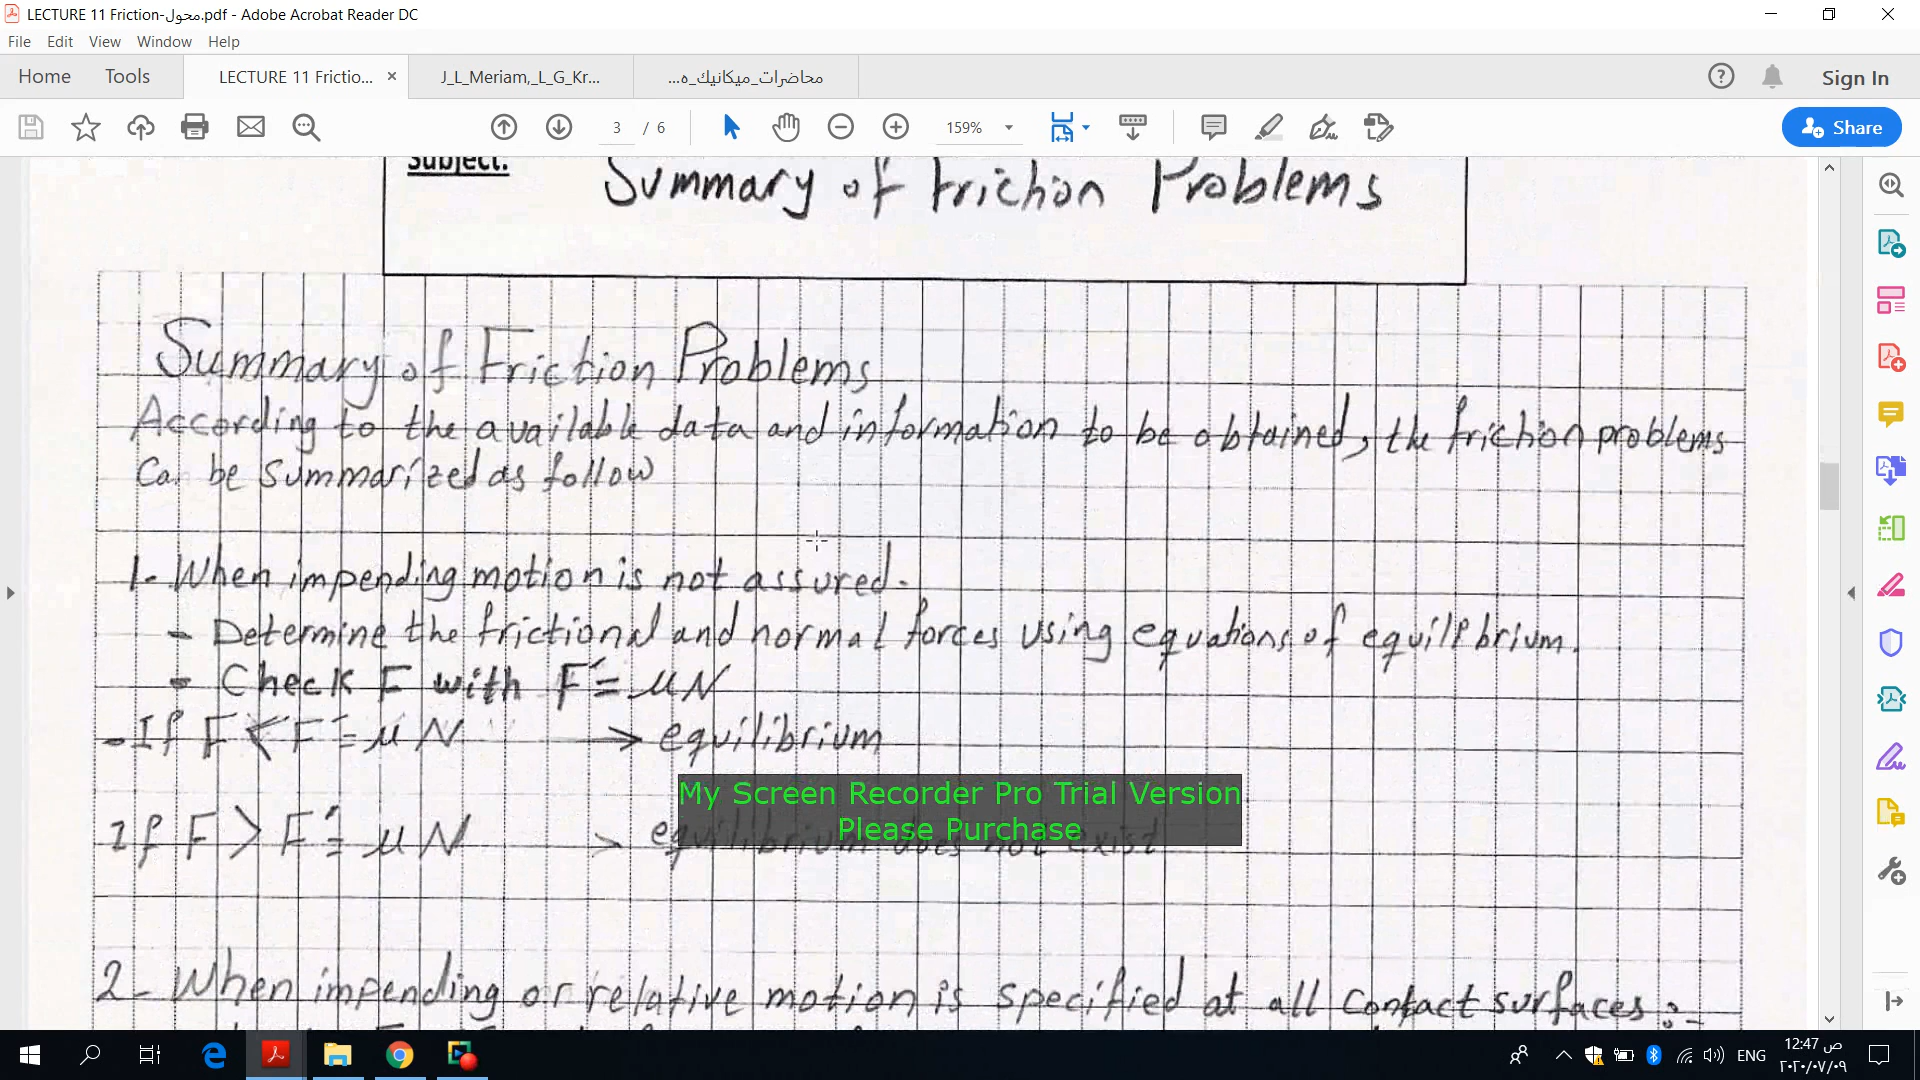 LECTURE 11 Friction-محول.pdf - Adobe Acrobat Reader DC
File Edit View Window Help
Home Tools LECTURE 11 Frictio... × J_L_Meriam,_L_G_Kr... محاضرات_ميكانيك_ه... Sign In
3 / 6 159% Share
Subject: Summary of Friction Problems
Summary of Friction Problems
According to the available data and information to be obtained, the friction problems
Can be summarized as follow
1- When impending motion is not assured.
- Determine the frictional and normal forces using equations of equilibrium.
- Check F with F' = μN
- If F < F' = μN → equilibrium
My Screen Recorder Pro Trial Version
Please Purchase
If F > F' = μN > equilibrium does not exist
2- When impending or relative motion is specified at all contact surfaces :-
ENG 12:47 ص
٢٠٢٠/٠٧/٠٩